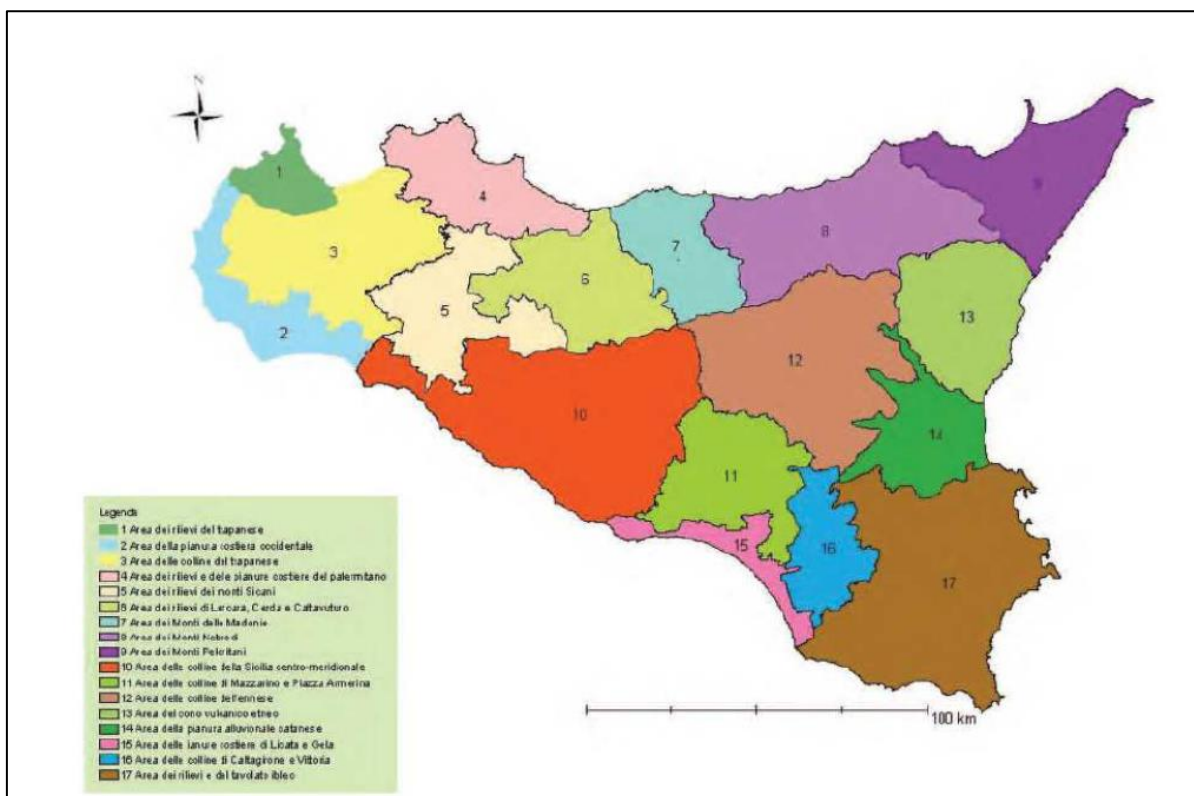 N
1
4
9
8
7
3
6
5
13
2
12
10
14
11
15
16
17
Legenda
1 Area dei rilievi del trapanese
2 Area della pianura costiera occidentale
3 Area delle colline del trapanese
4 Area dei rilievi e dele pianure costiere del palermitano
5 Area dei rilievi dei monti Sicani
6 Area dei rilievi di Lercara, Cerda e Caltavuturo
7 Area dei Monti delle Madonie
8 Area dei Monti Nebrodi
9 Area dei Monti Peloritani
10 Area delle colline della Sicilia centro-meridionale
11 Area delle colline di Mazzarino e Piazza Armerina
12 Area delle colline dell'ennese
13 Area del cono vulcanico etneo
14 Area della pianura alluvionale catanese
15 Area delle ianure costiere di Licata e Gela
16 Area delle colline di Caltagirone e Vittoria
17 Area dei rilievi e del tavolato ibleo
100 km